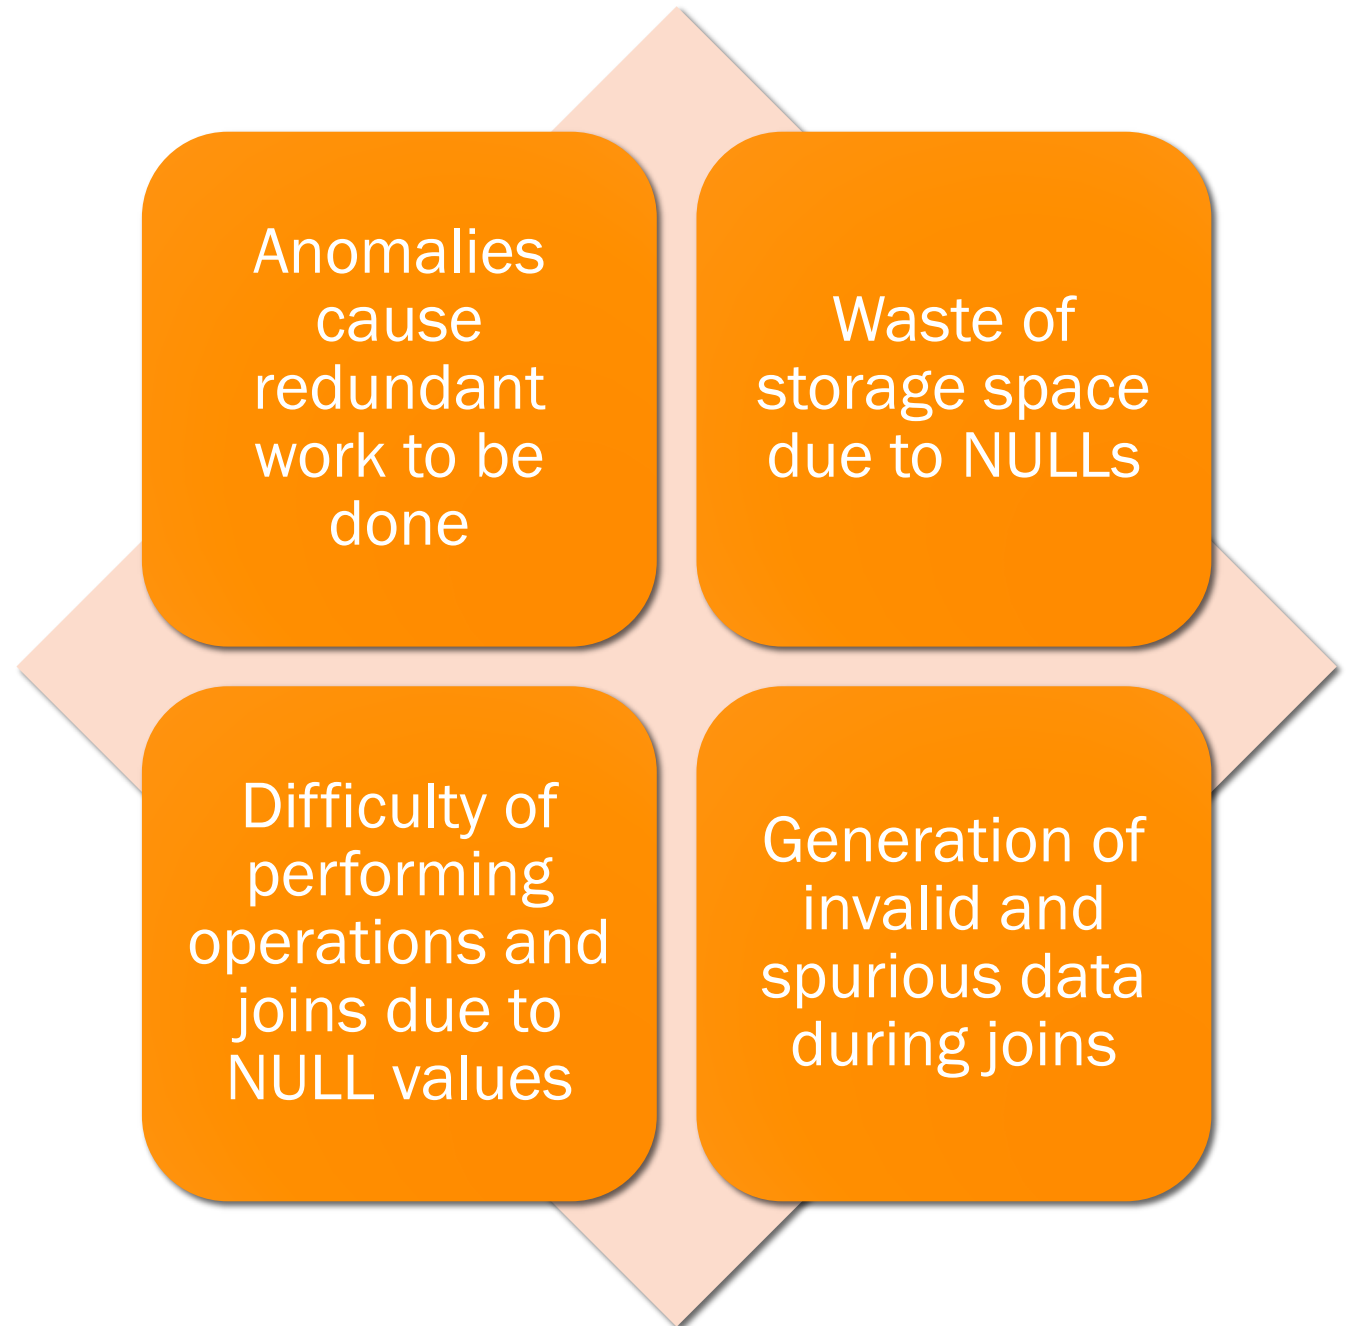 Anomalies
cause
redundant
work to be
done
Waste of
storage space
due to NULLs
Difficulty of
performing
operations and
joins due to
NULL values
Generation of
invalid and
spurious data
during joins